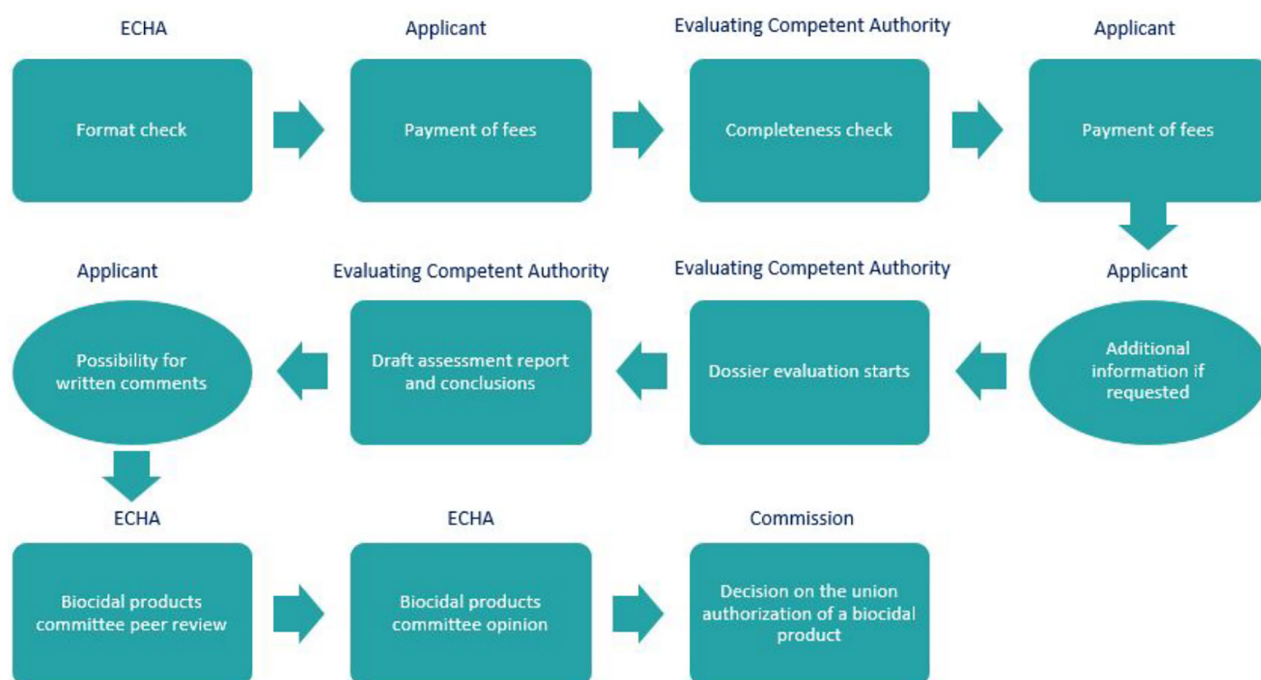 ECHA
Format check
Applicant
Payment of fees
Evaluating Competent Authority
Completeness check
Applicant
Payment of fees
Applicant
Additional
information if
requested
Evaluating Competent Authority
Dossier evaluation starts
Evaluating Competent Authority
Draft assessment report
and conclusions
Applicant
Possibility for
written comments
ECHA
Biocidal products
committee peer review
ECHA
Biocidal products
committee opinion
Commission
Decision on the union
authorization of a biocidal
product